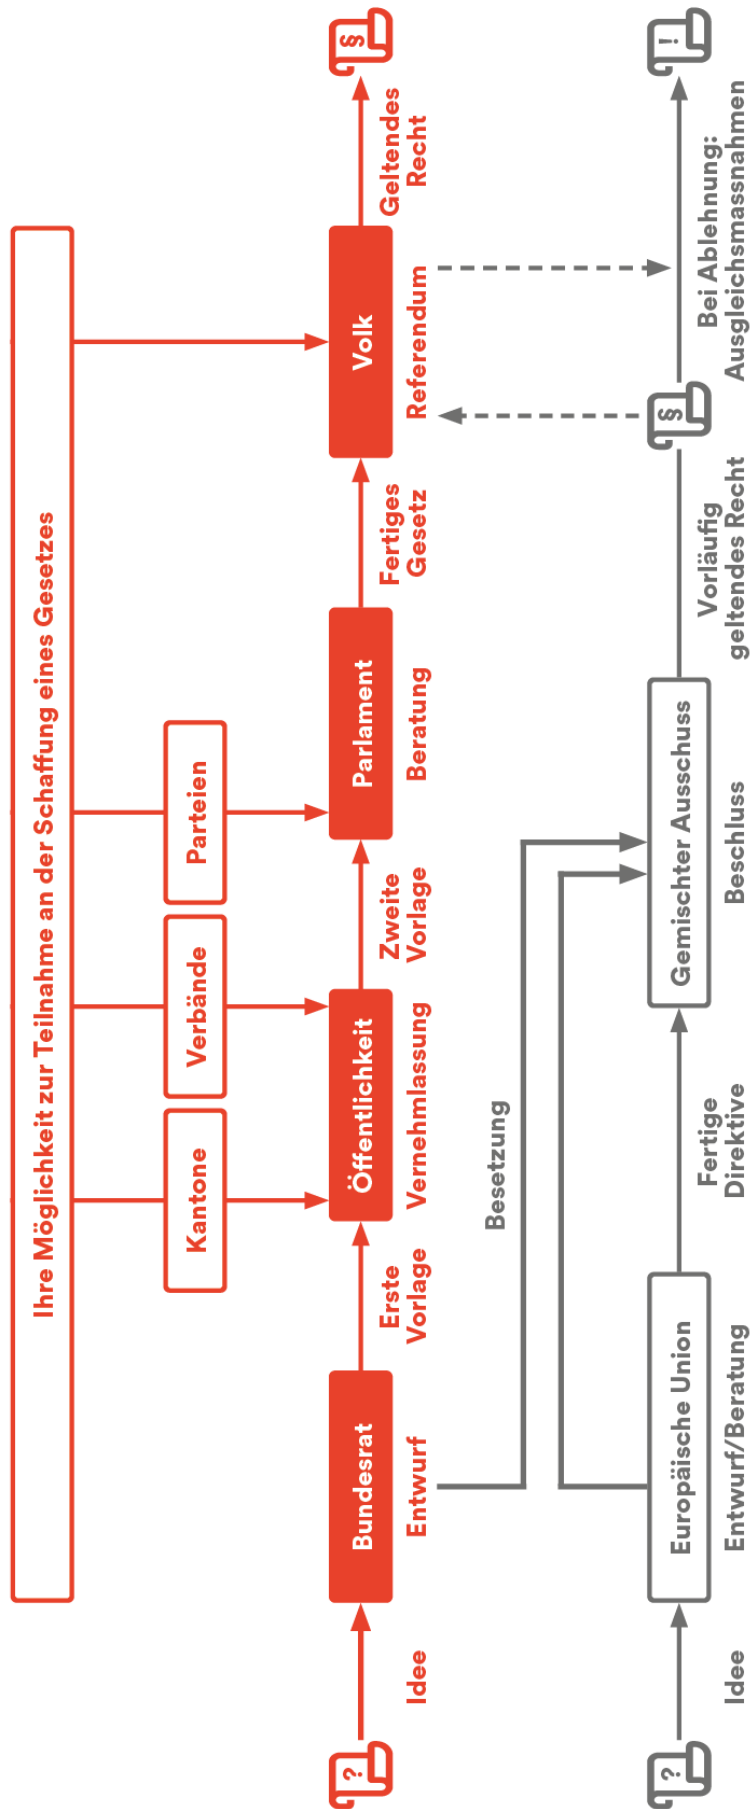 Ihre Möglichkeit zur Teilnahme an der Schaffung eines Gesetzes
Kantone
Verbände
Parteien
?
Idee
Bundesrat
Entwurf
Erste
Vorlage
Öffentlichkeit
Vernehmlassung
Zweite
Vorlage
Parlament
Beratung
Fertiges
Gesetz
Volk
Referendum
Geltendes
Recht
§
Besetzung
?
Idee
Europäische Union
Entwurf/Beratung
Fertige
Direktive
Gemischter Ausschuss
Beschluss
Vorläufig
geltendes Recht
§
Bei Ablehnung:
Ausgleichsmassnahmen
!